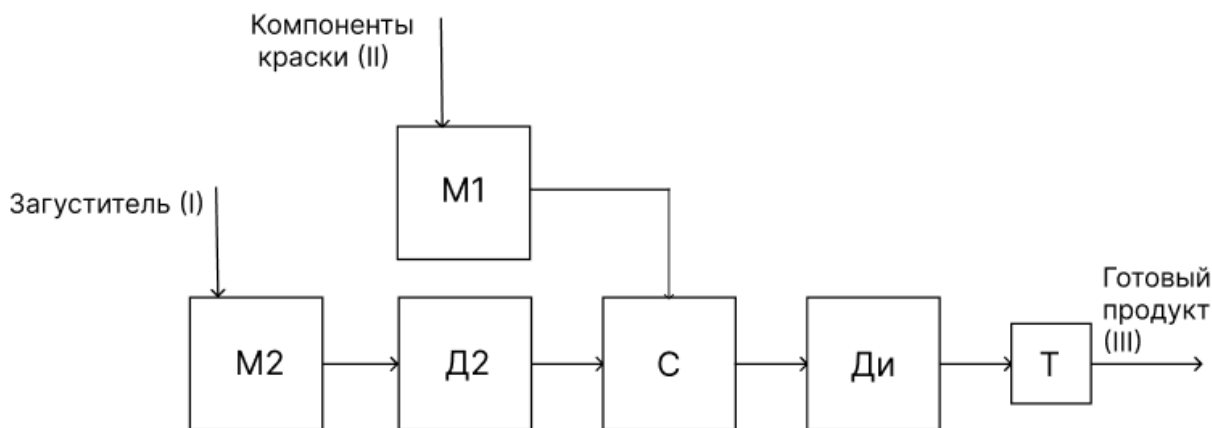 Компоненты
краски (II)
М1
Загуститель (I)
М2
Д2
С
Ди
Т
Готовый
продукт
(III)